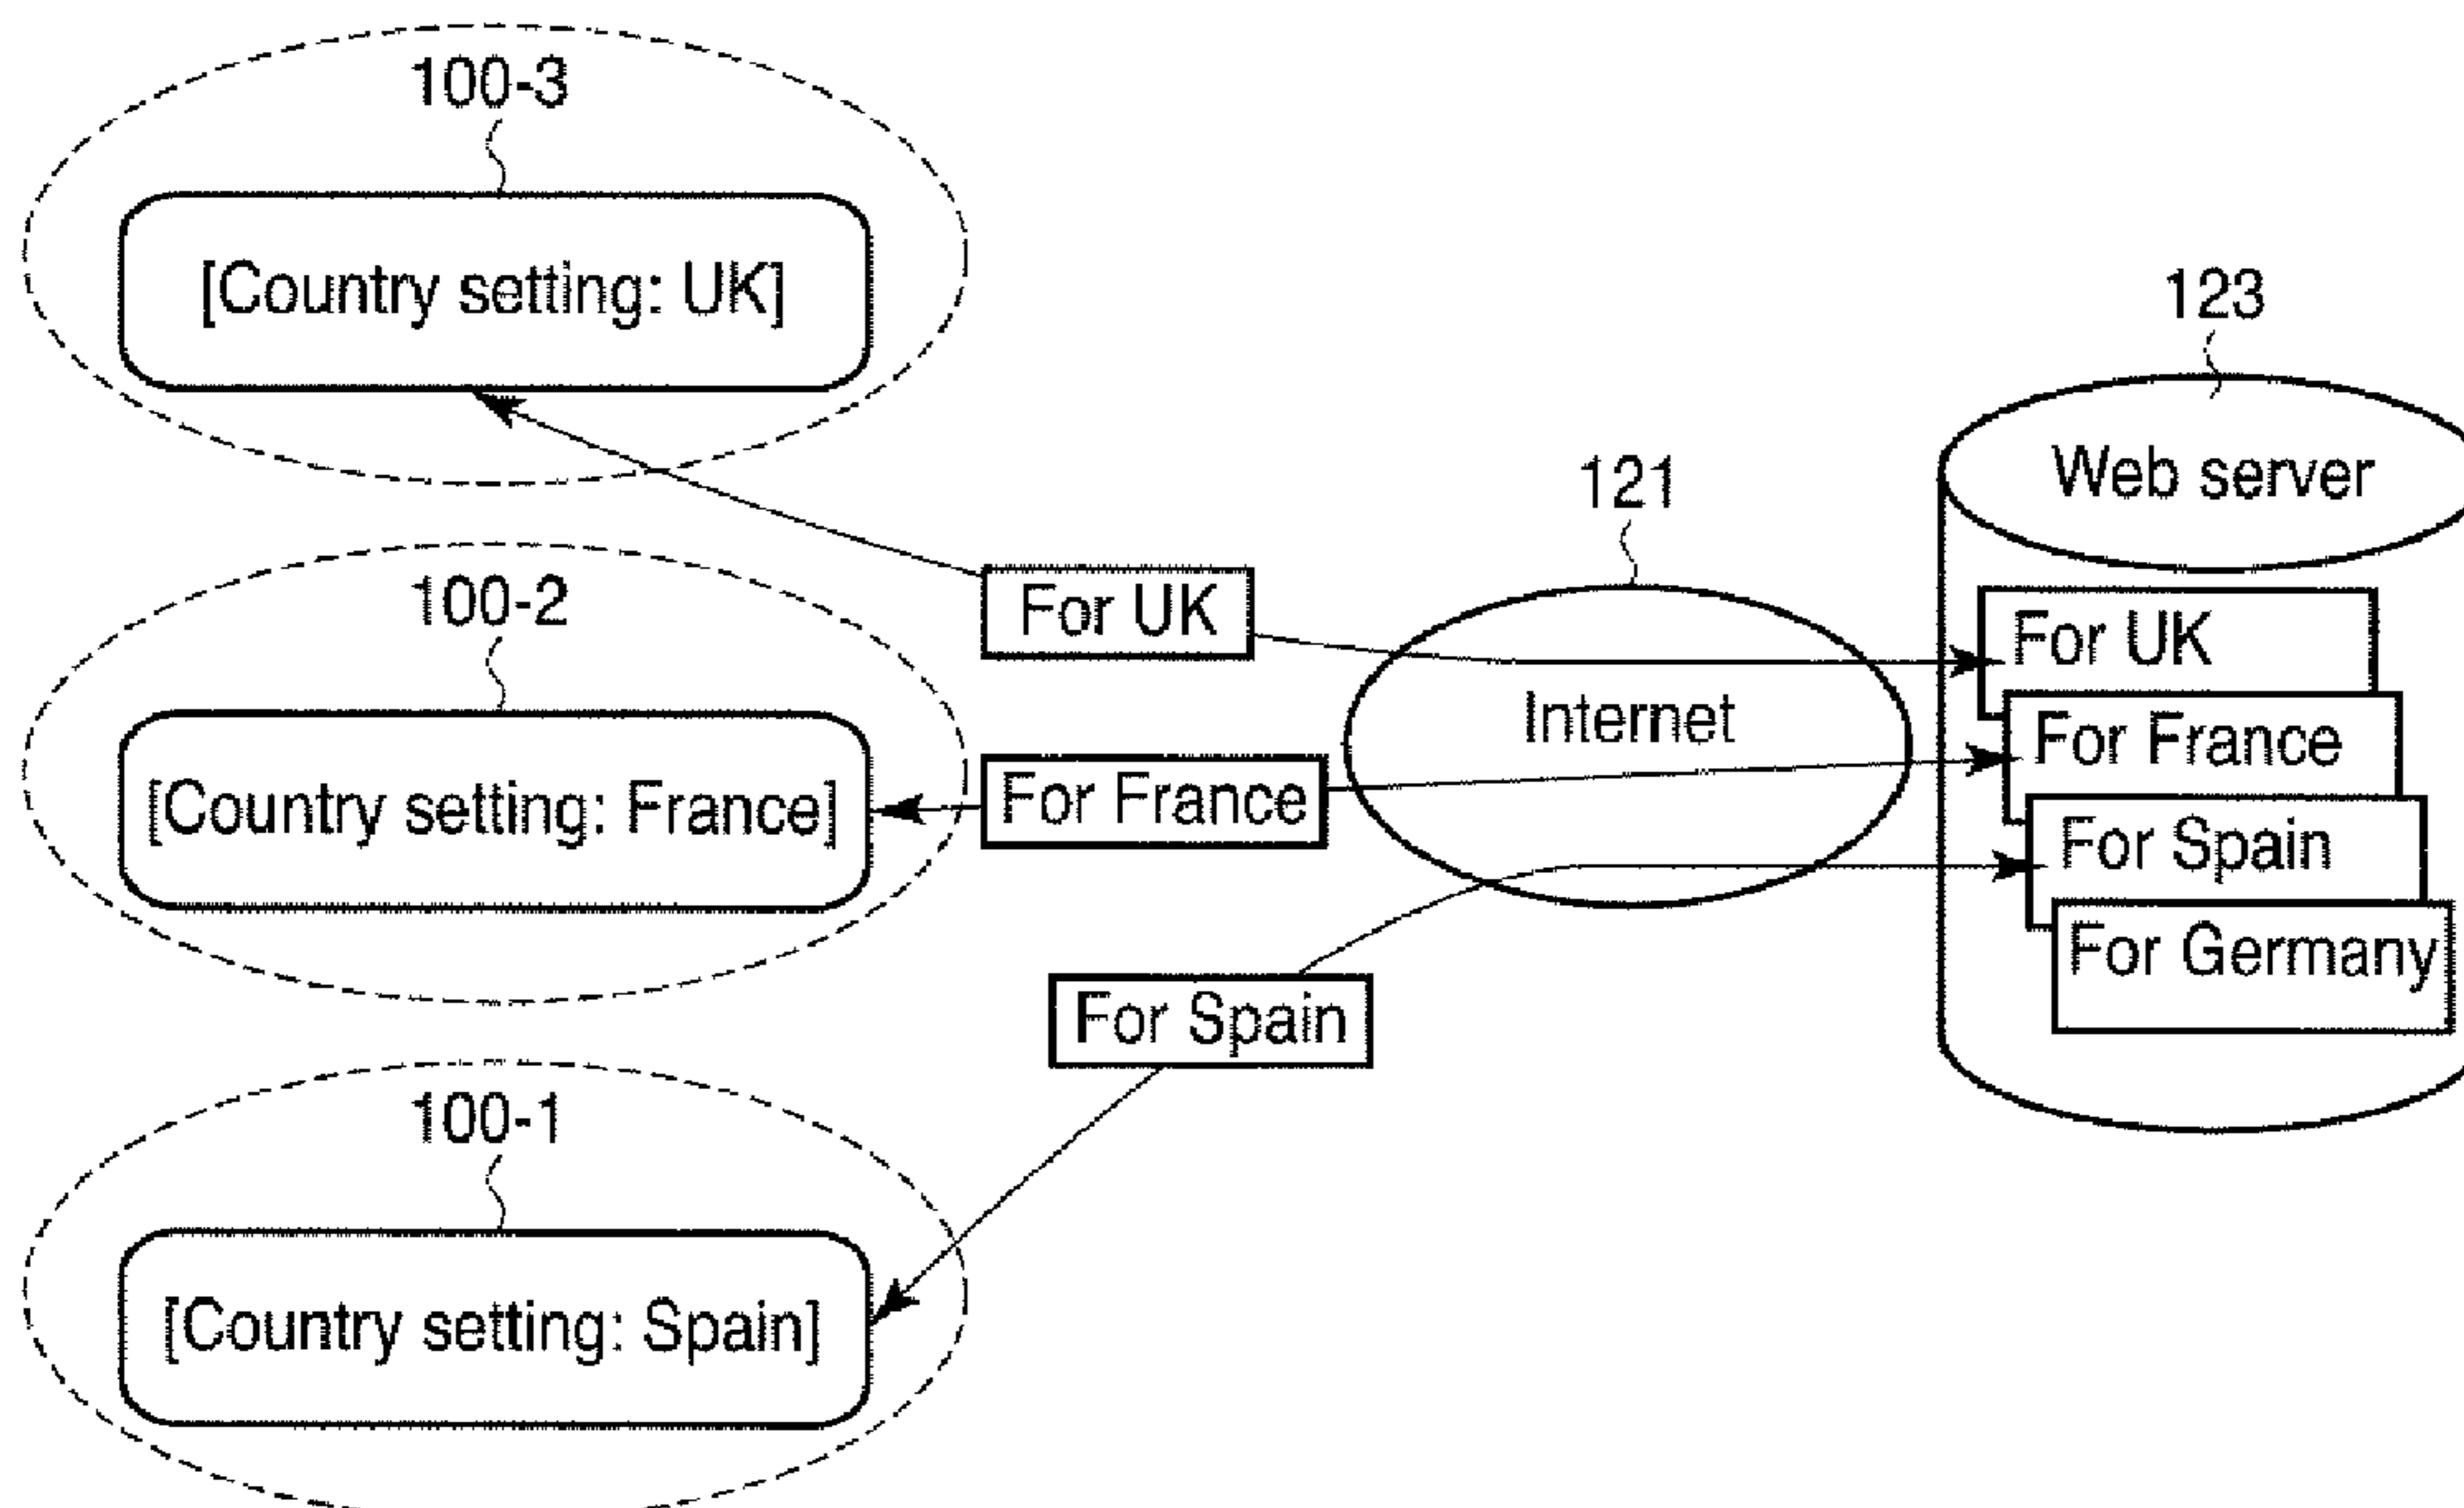 100-3
[Country setting: UK]
123
Web server
121
For UK
For UK
100-2
Internet
For France
For France
[Country setting: France]
For Spain
For Germany
For Spain
100-1
[Country setting: Spain]